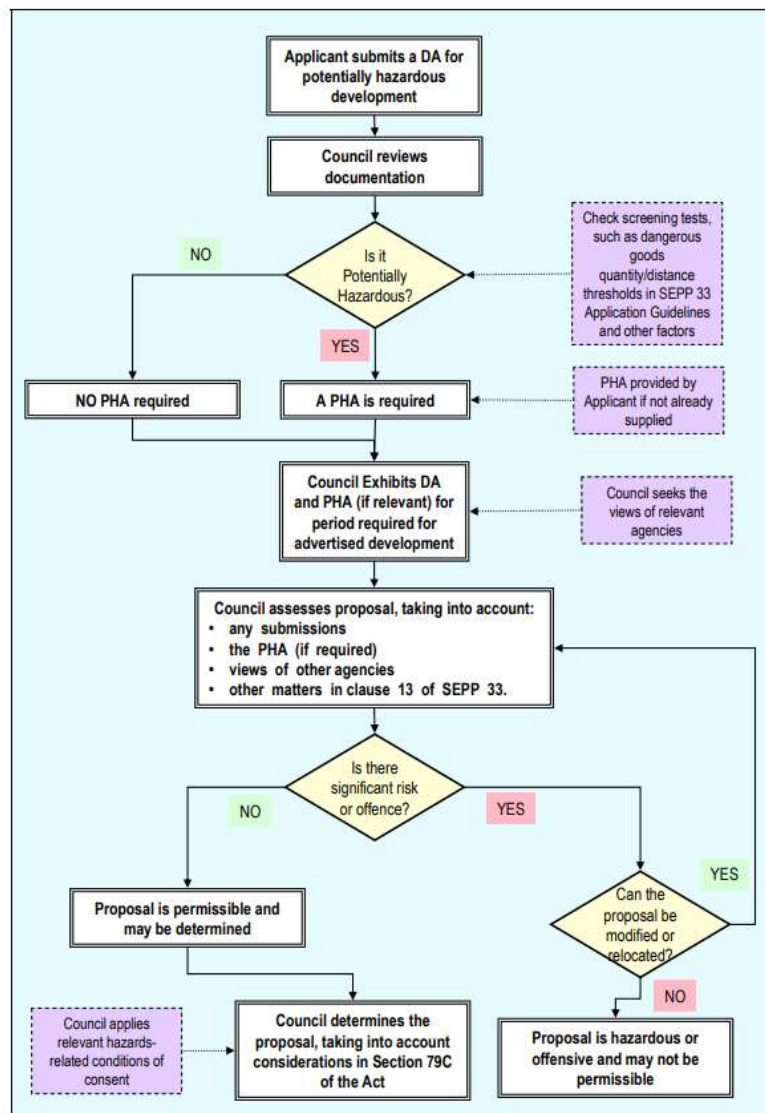 Applicant submits a DA for
potentially hazardous
development
Council reviews
documentation
Check screening tests,
such as dangerous
goods
quantity/distance
thresholds in SEPP 33
Application Guidelines
and other factors
NO
Is it
Potentially
Hazardous?
YES
NO PHA required
A PHA is required
PHA provided by
Applicant if not already
supplied
Council Exhibits DA
and PHA (if relevant) for
period required for
advertised development
Council seeks the
views of relevant
agencies
Council assesses proposal, taking into account:
• any submissions
• the PHA (if required)
• views of other agencies
• other matters in clause 13 of SEPP 33.
Is there
significant risk
or offence?
NO
YES
YES
Proposal is permissible and
may be determined
Can the
proposal be
modified or
relocated?
NO
Council applies
relevant hazards-
related conditions of
consent
Council determines the
proposal, taking into account
considerations in Section 79C
of the Act
Proposal is hazardous or
offensive and may not be
permissible